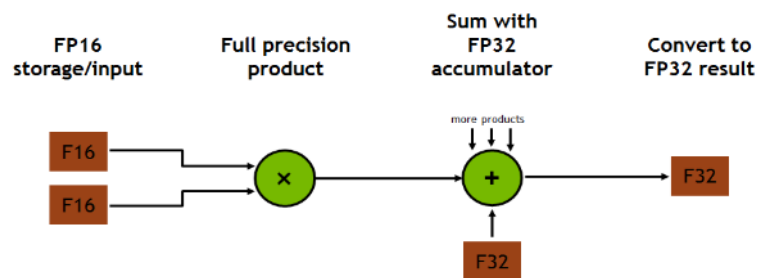 FP16
storage/input
Full precision
product
Sum with
FP32
accumulator
Convert to
FP32 result
more products
F16
F16
×
+
F32
F32